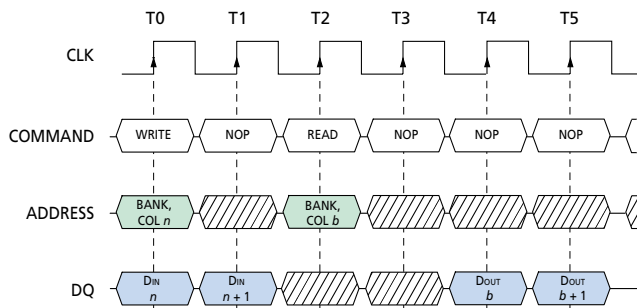 T0 T1 T2 T3 T4 T5
CLK
COMMAND WRITE NOP READ NOP NOP NOP
BANK, BANK,
ADDRESS COL n COL b
DIN DIN DOUT DOUT
DQ n n + 1 b b + 1